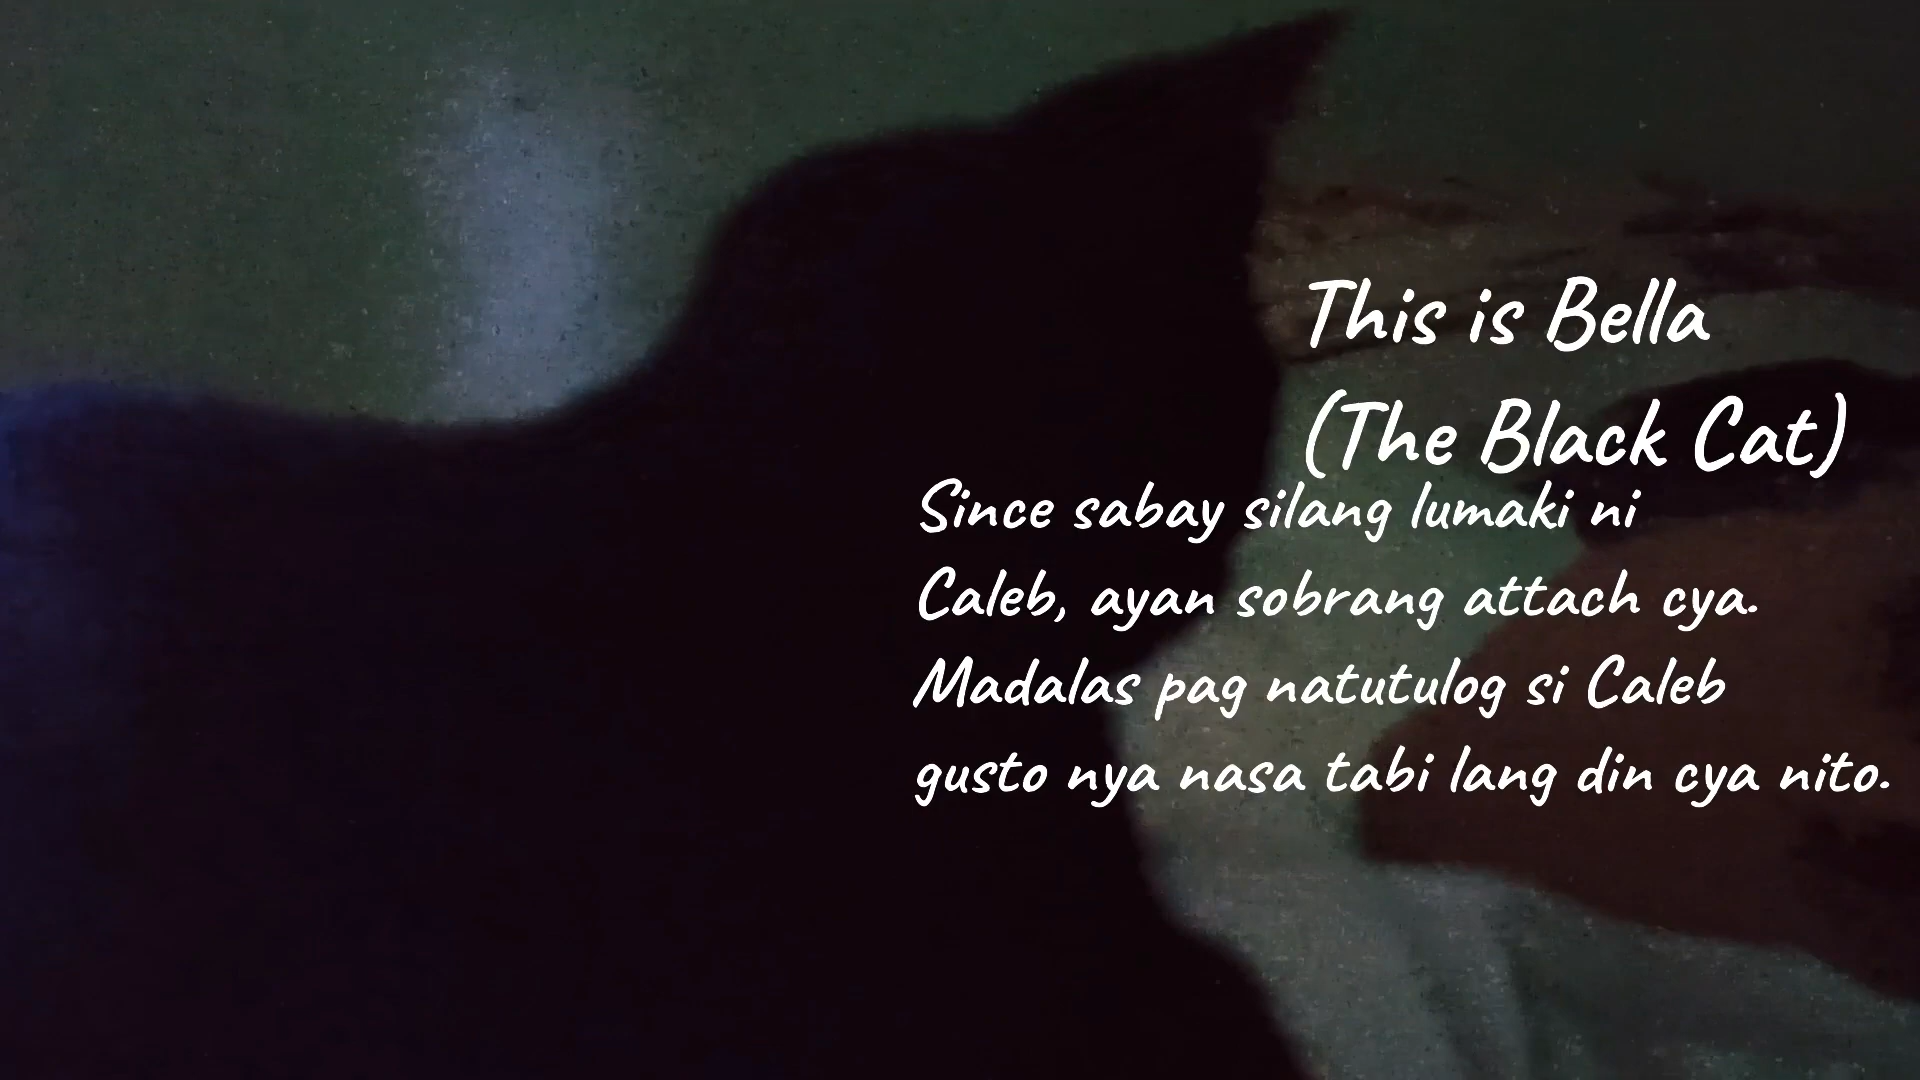 This is Bella
(The Black Cat)
Since sabay silang lumaki ni
Caleb, ayan sobrang attach cya.
Madalas pag natutulog si Caleb
gusto nya nasa tabi lang din cya nito.